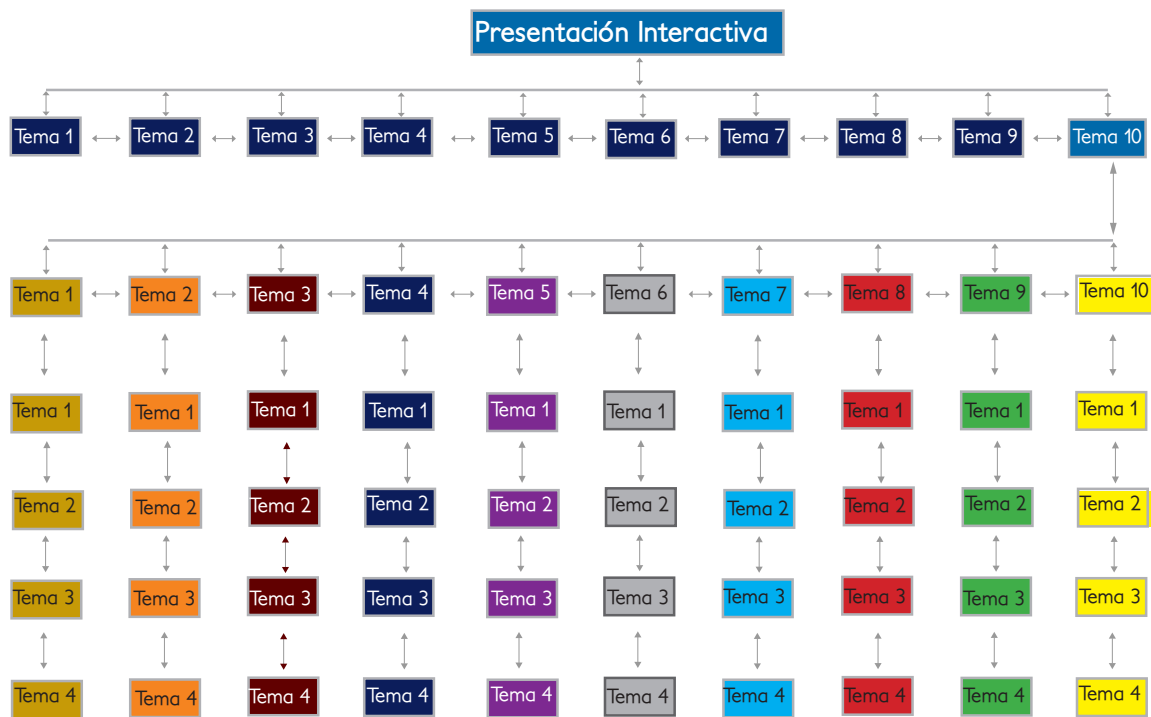 Presentación Interactiva
Tema 1 Tema 2 Tema 3 Tema 4 Tema 5 Tema 6 Tema 7 Tema 8 Tema 9 Tema 10
Tema 1 Tema 2 Tema 3 Tema 4 Tema 5 Tema 6 Tema 7 Tema 8 Tema 9 Tema 10
Tema 1 Tema 1 Tema 1 Tema 1 Tema 1 Tema 1 Tema 1 Tema 1 Tema 1 Tema 1
Tema 2 Tema 2 Tema 2 Tema 2 Tema 2 Tema 2 Tema 2 Tema 2 Tema 2 Tema 2
Tema 3 Tema 3 Tema 3 Tema 3 Tema 3 Tema 3 Tema 3 Tema 3 Tema 3 Tema 3
Tema 4 Tema 4 Tema 4 Tema 4 Tema 4 Tema 4 Tema 4 Tema 4 Tema 4 Tema 4